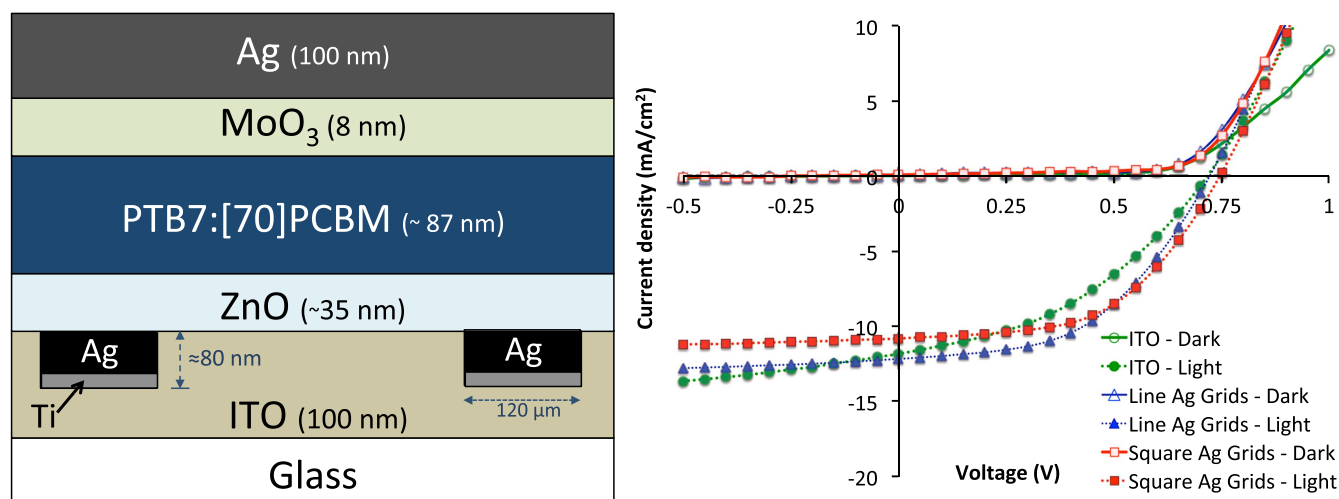 Ag (100 nm)
MoO₃ (8 nm)
PTB7:[70]PCBM (~ 87 nm)
ZnO (~35 nm)
Ag
≈80 nm
Ag
Ti
ITO (100 nm)
120 µm
Glass
Current density (mA/cm²)
10
5
0
-5
-10
-15
-20
-0.5
-0.25
0
0.25
0.5
0.75
1
Voltage (V)
ITO - Dark
ITO - Light
Line Ag Grids - Dark
Line Ag Grids - Light
Square Ag Grids - Dark
Square Ag Grids - Light